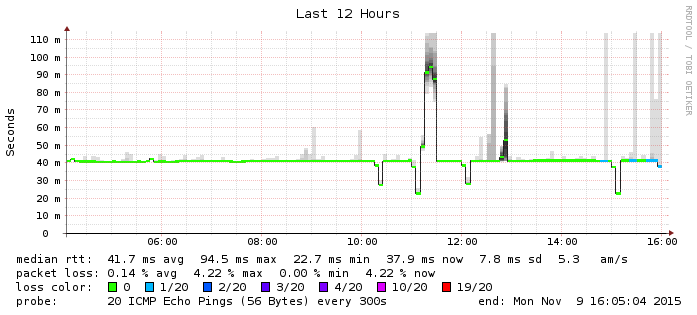 Last 12 Hours
RRDTOOL / TOBI OETIKER
Seconds
110 m
100 m
90 m
80 m
70 m
60 m
50 m
40 m
30 m
20 m
10 m
0
06:00 08:00 10:00 12:00 14:00 16:00
median rtt: 41.7 ms avg 94.5 ms max 22.7 ms min 37.9 ms now 7.8 ms sd 5.3 am/s
packet loss: 0.14 % avg 4.22 % max 0.00 % min 4.22 % now
loss color: 0 1/20 2/20 3/20 4/20 10/20 19/20
probe: 20 ICMP Echo Pings (56 Bytes) every 300s end: Mon Nov 9 16:05:04 2015